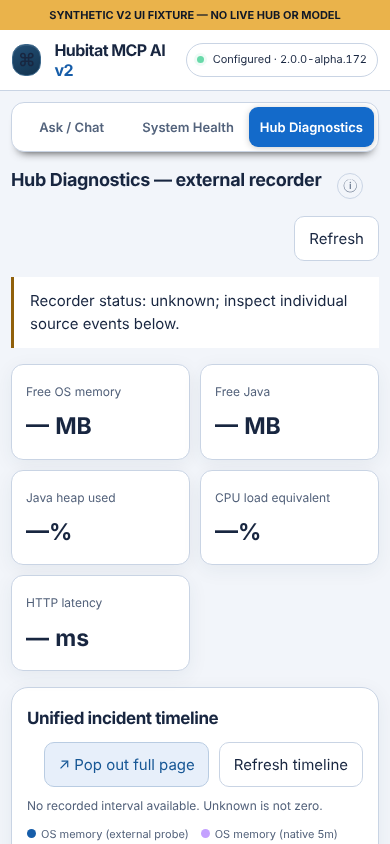 SYNTHETIC V2 UI FIXTURE — NO LIVE HUB OR MODEL
Hubitat MCP AI
v2
Configured · 2.0.0-alpha.172
Ask / Chat
System Health
Hub Diagnostics
Hub Diagnostics — external recorder
ⓘ
Refresh
Recorder status: unknown; inspect individual
source events below.
Free OS memory
— MB
Free Java
— MB
Java heap used
—%
CPU load equivalent
—%
HTTP latency
— ms
Unified incident timeline
↗ Pop out full page
Refresh timeline
No recorded interval available. Unknown is not zero.
OS memory (external probe)
OS memory (native 5m)